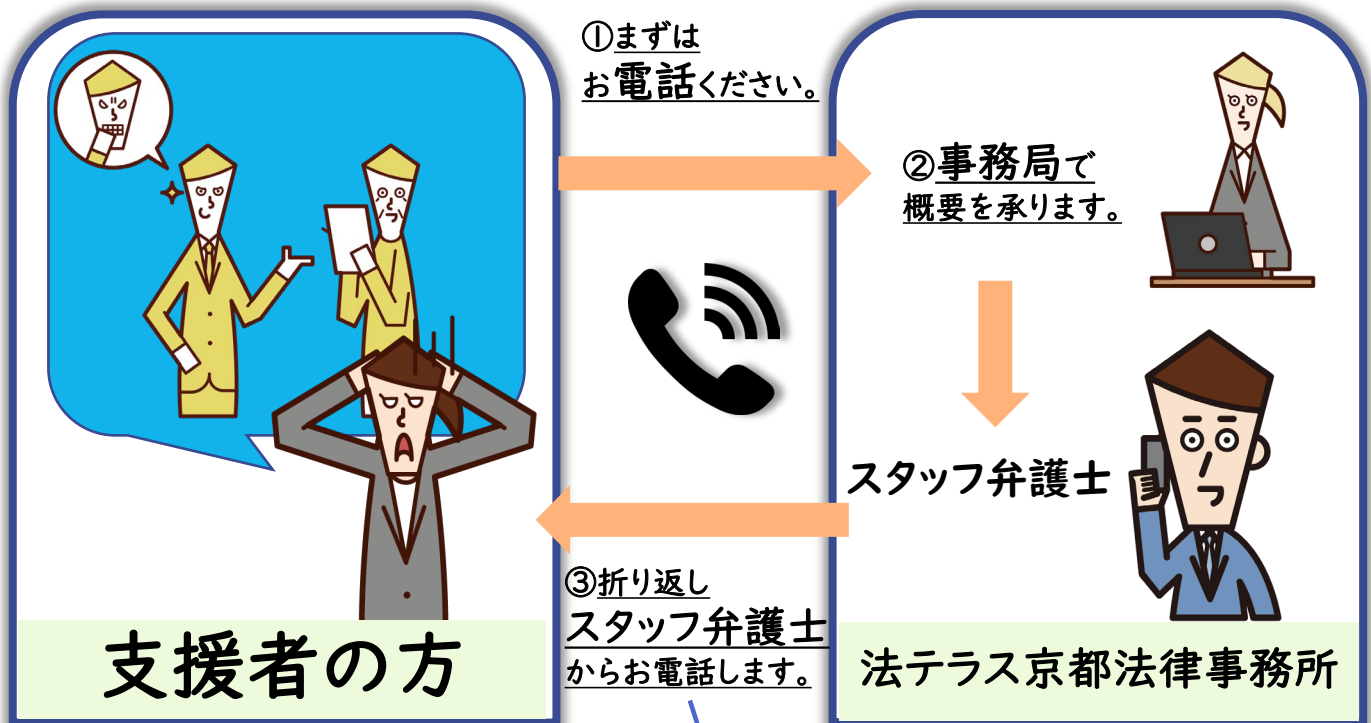 ①まずは
お電話ください。
②事務局で
概要を承ります。
スタッフ弁護士
③折り返し
スタッフ弁護士
からお電話します。
支援者の方
法テラス京都法律事務所